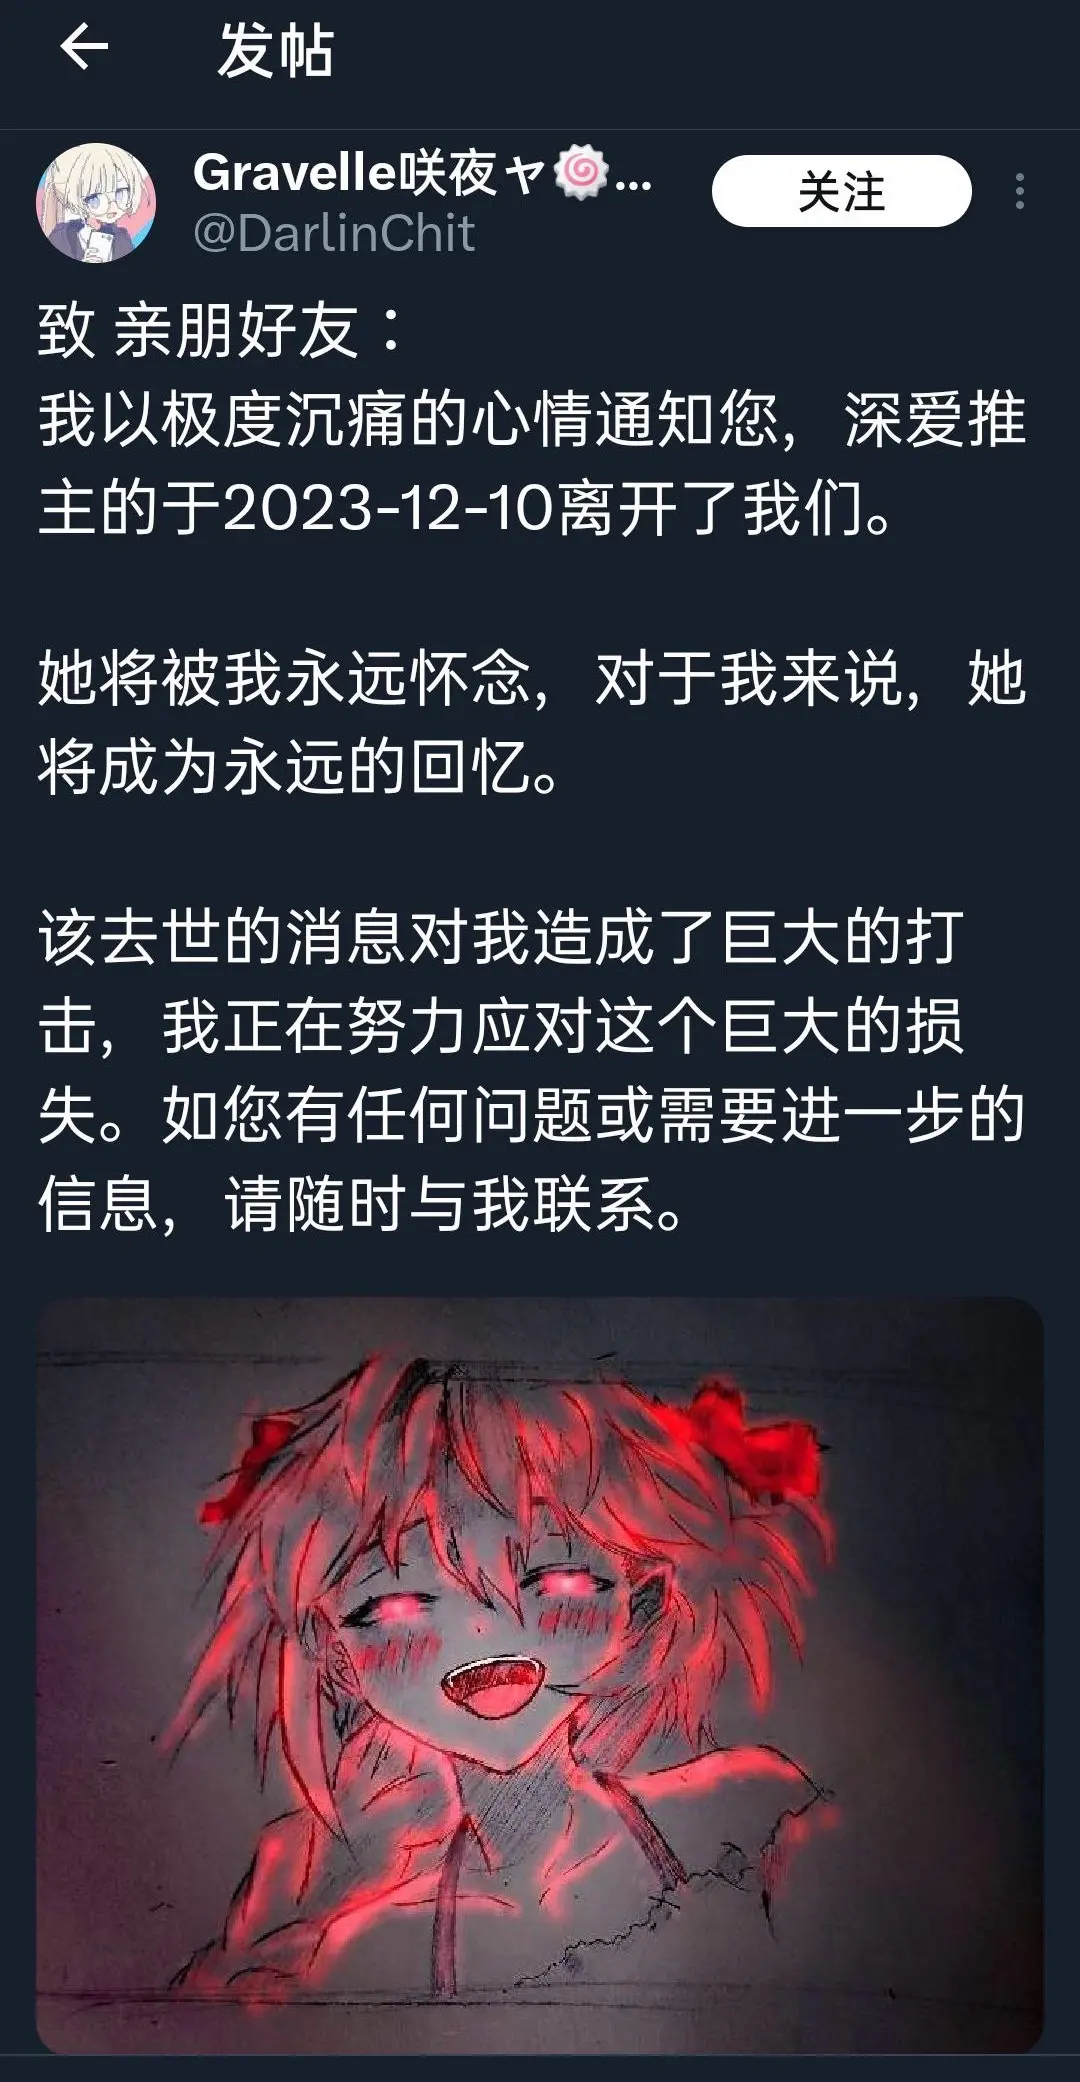 发帖
Gravelle咲夜ャ🍥...
@DarlinChit
关注
致 亲朋好友：
我以极度沉痛的心情通知您，深爱推
主的于2023-12-10离开了我们。
她将被我永远怀念，对于我来说，她
将成为永远的回忆。
该去世的消息对我造成了巨大的打
击，我正在努力应对这个巨大的损
失。如您有任何问题或需要进一步的
信息，请随时与我联系。